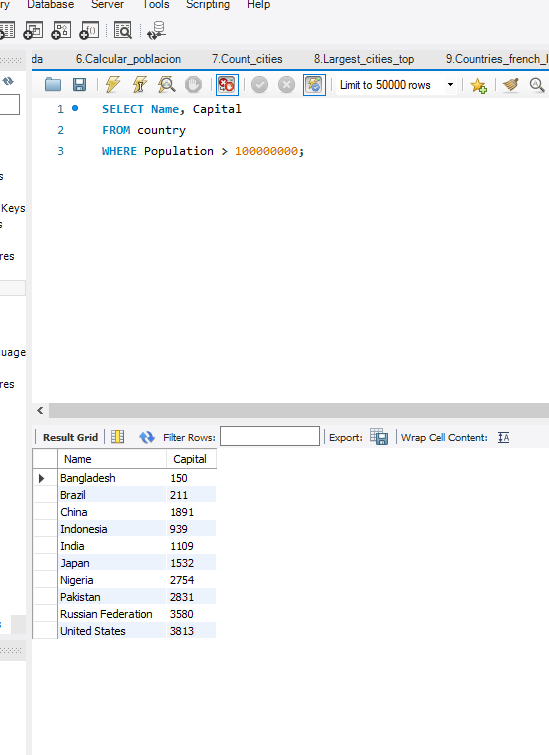 ry Database Server Tools Scripting Help
da 6.Calcular_poblacion 7.Count_cities 8.Largest_cities_top 9.Countries_french_l
Limit to 50000 rows
1 SELECT Name, Capital
2 FROM country
3 WHERE Population > 100000000;
s
Keys
s
res
uage
res
Result Grid Filter Rows: Export: Wrap Cell Content:
Name Capital
Bangladesh 150
Brazil 211
China 1891
Indonesia 939
India 1109
Japan 1532
Nigeria 2754
Pakistan 2831
Russian Federation 3580
United States 3813